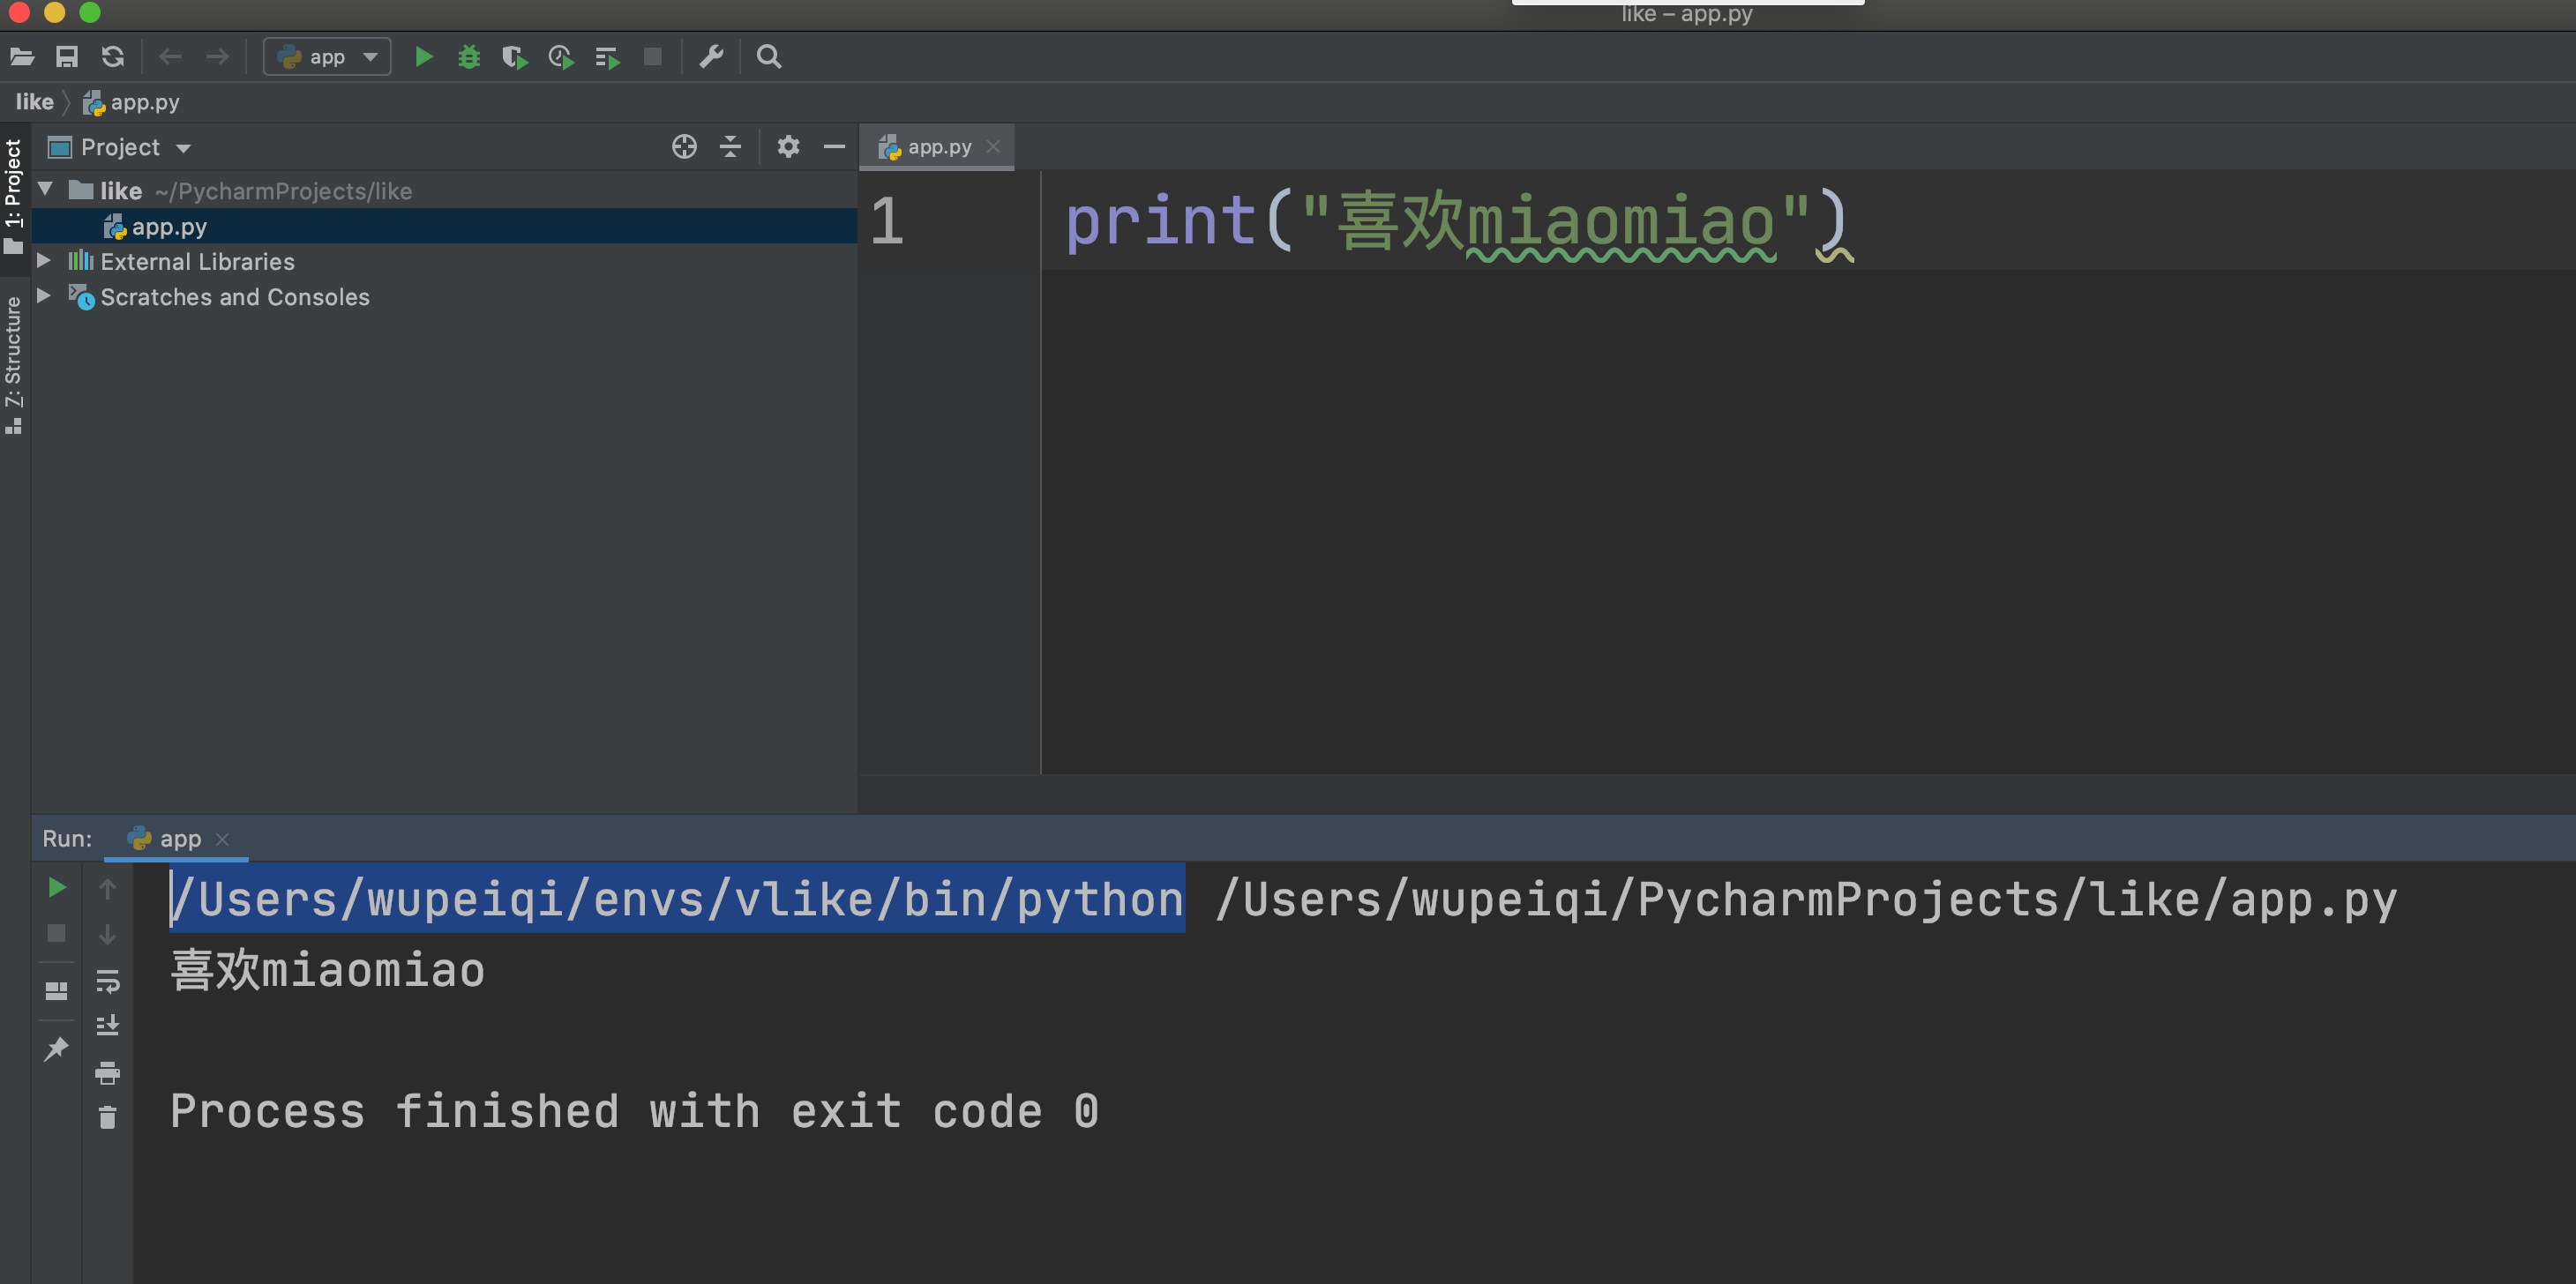 like – app.py
app
like
app.py
1: Project
Project
app.py
like ~/PycharmProjects/like
app.py
External Libraries
Scratches and Consoles
7: Structure
1
print("喜欢miaomiao")
Run:
app
/Users/wupeiqi/envs/vlike/bin/python /Users/wupeiqi/PycharmProjects/like/app.py
喜欢miaomiao
Process finished with exit code 0